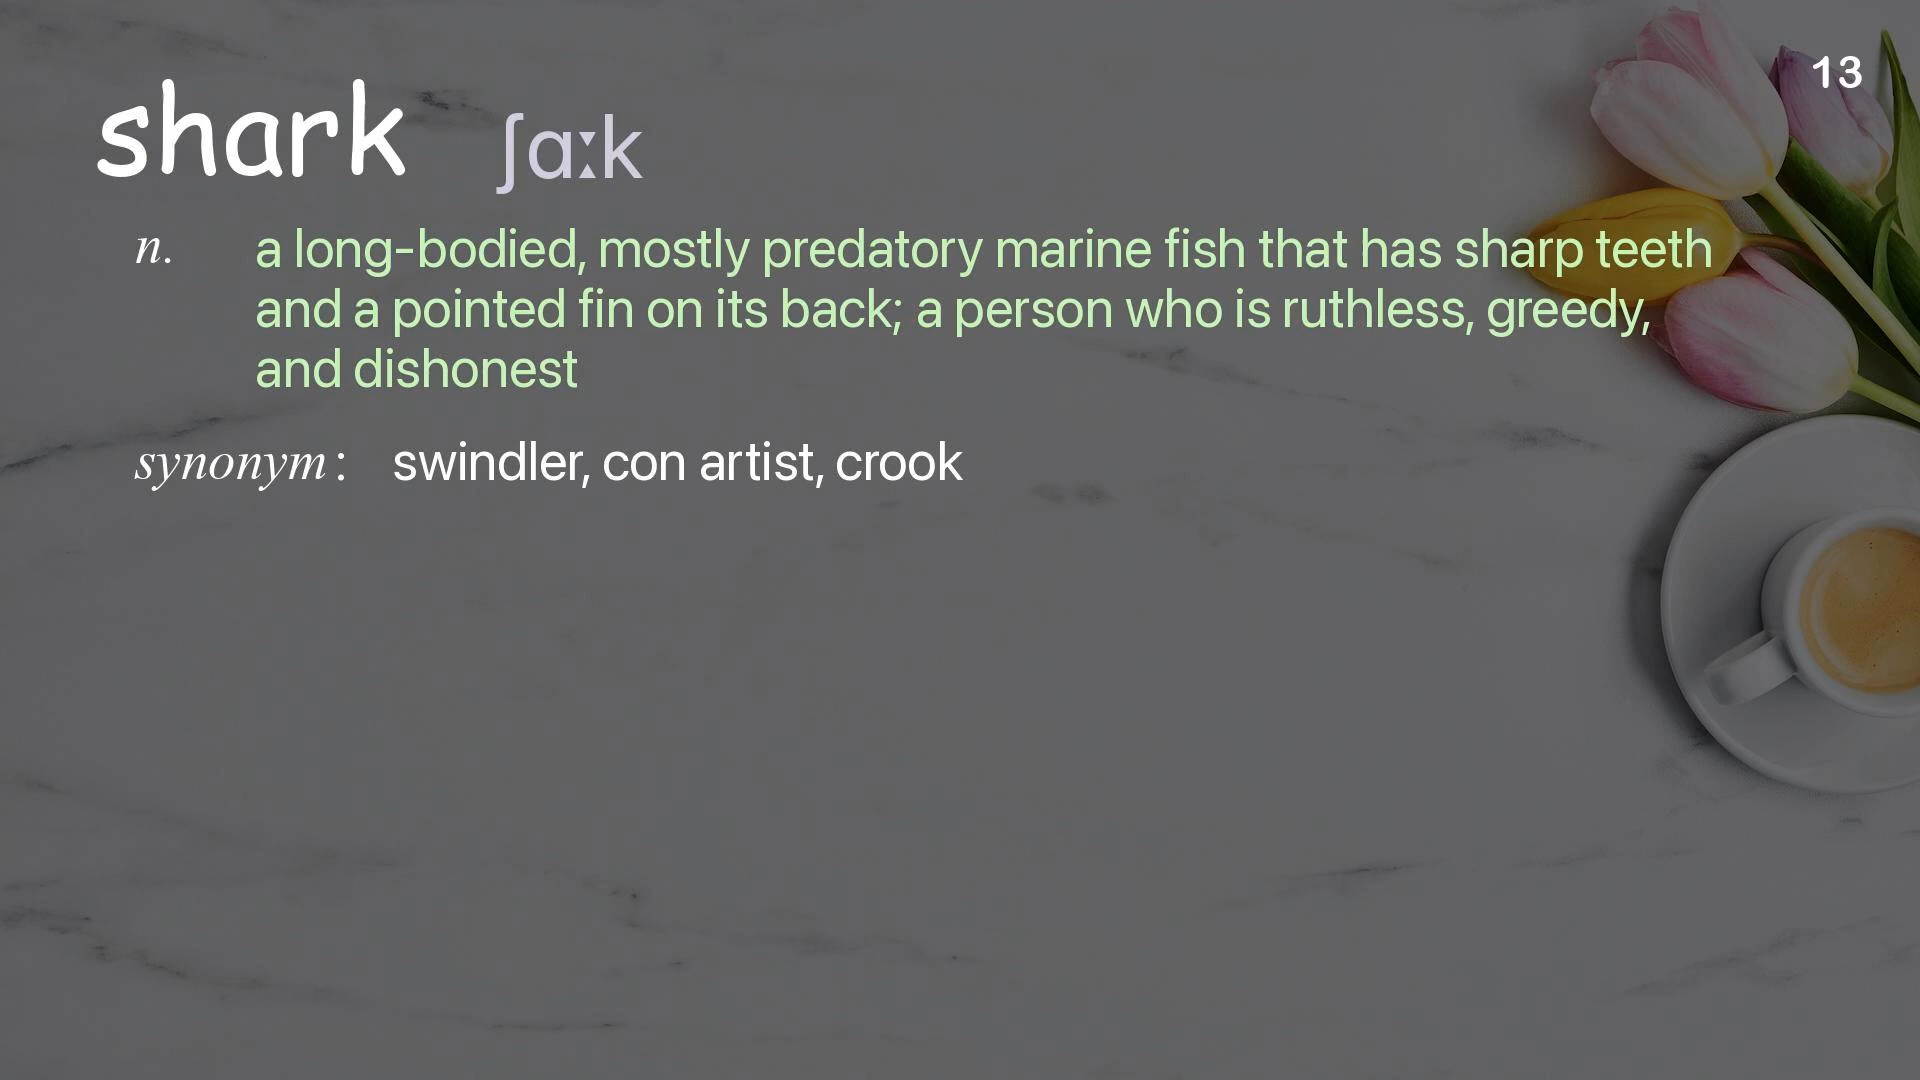 13
shark ʃɑːk
n. a long-bodied, mostly predatory marine fish that has sharp teeth
and a pointed fin on its back; a person who is ruthless, greedy,
and dishonest
synonym: swindler, con artist, crook